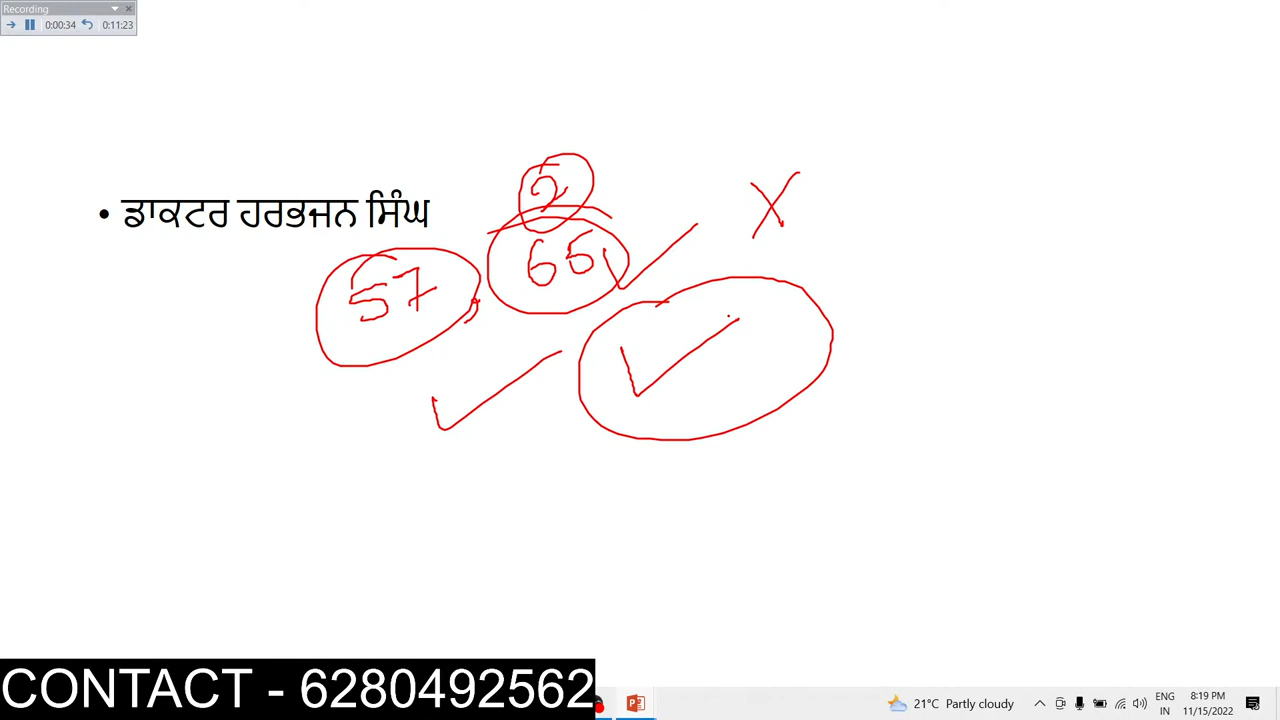 Recording
0:00:34 0:11:23
2
• ਡਾਕਟਰ ਹਰਭਜਨ ਸਿੰਘ
57, 66
CONTACT - 6280492562
21°C Partly cloudy
ENG
IN
8:19 PM
11/15/2022